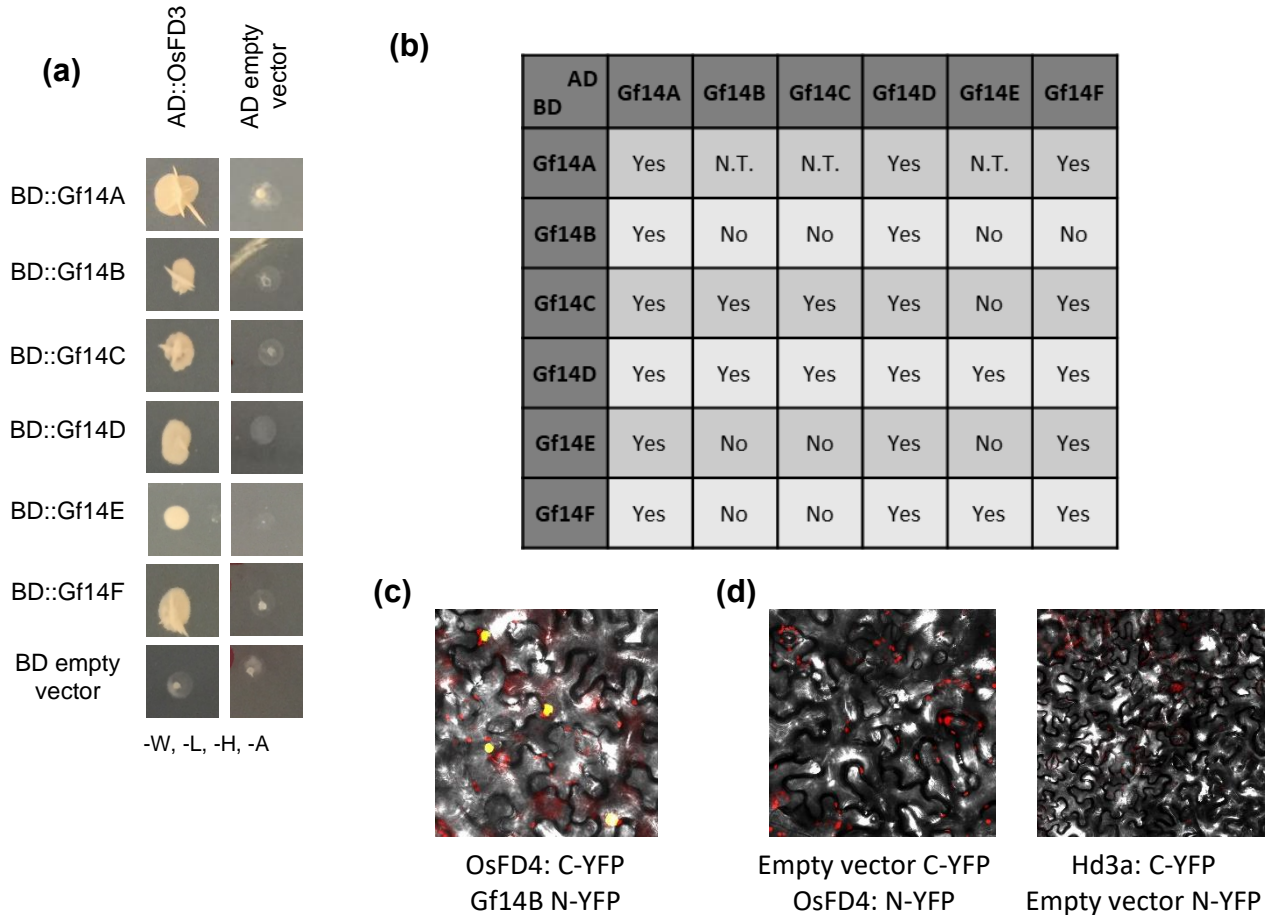 (a)
AD::OsFD3
AD empty
vector
BD::Gf14A
BD::Gf14B
BD::Gf14C
BD::Gf14D
BD::Gf14E
BD::Gf14F
BD empty
vector
-W, -L, -H, -A
(b)
AD
BD Gf14A Gf14B Gf14C Gf14D Gf14E Gf14F
Gf14A Yes N.T. N.T. Yes N.T. Yes
Gf14B Yes No No Yes No No
Gf14C Yes Yes Yes Yes No Yes
Gf14D Yes Yes Yes Yes Yes Yes
Gf14E Yes No No Yes No Yes
Gf14F Yes No No Yes Yes Yes
(c)
OsFD4: C-YFP
Gf14B N-YFP
(d)
Empty vector C-YFP
OsFD4: N-YFP
Hd3a: C-YFP
Empty vector N-YFP